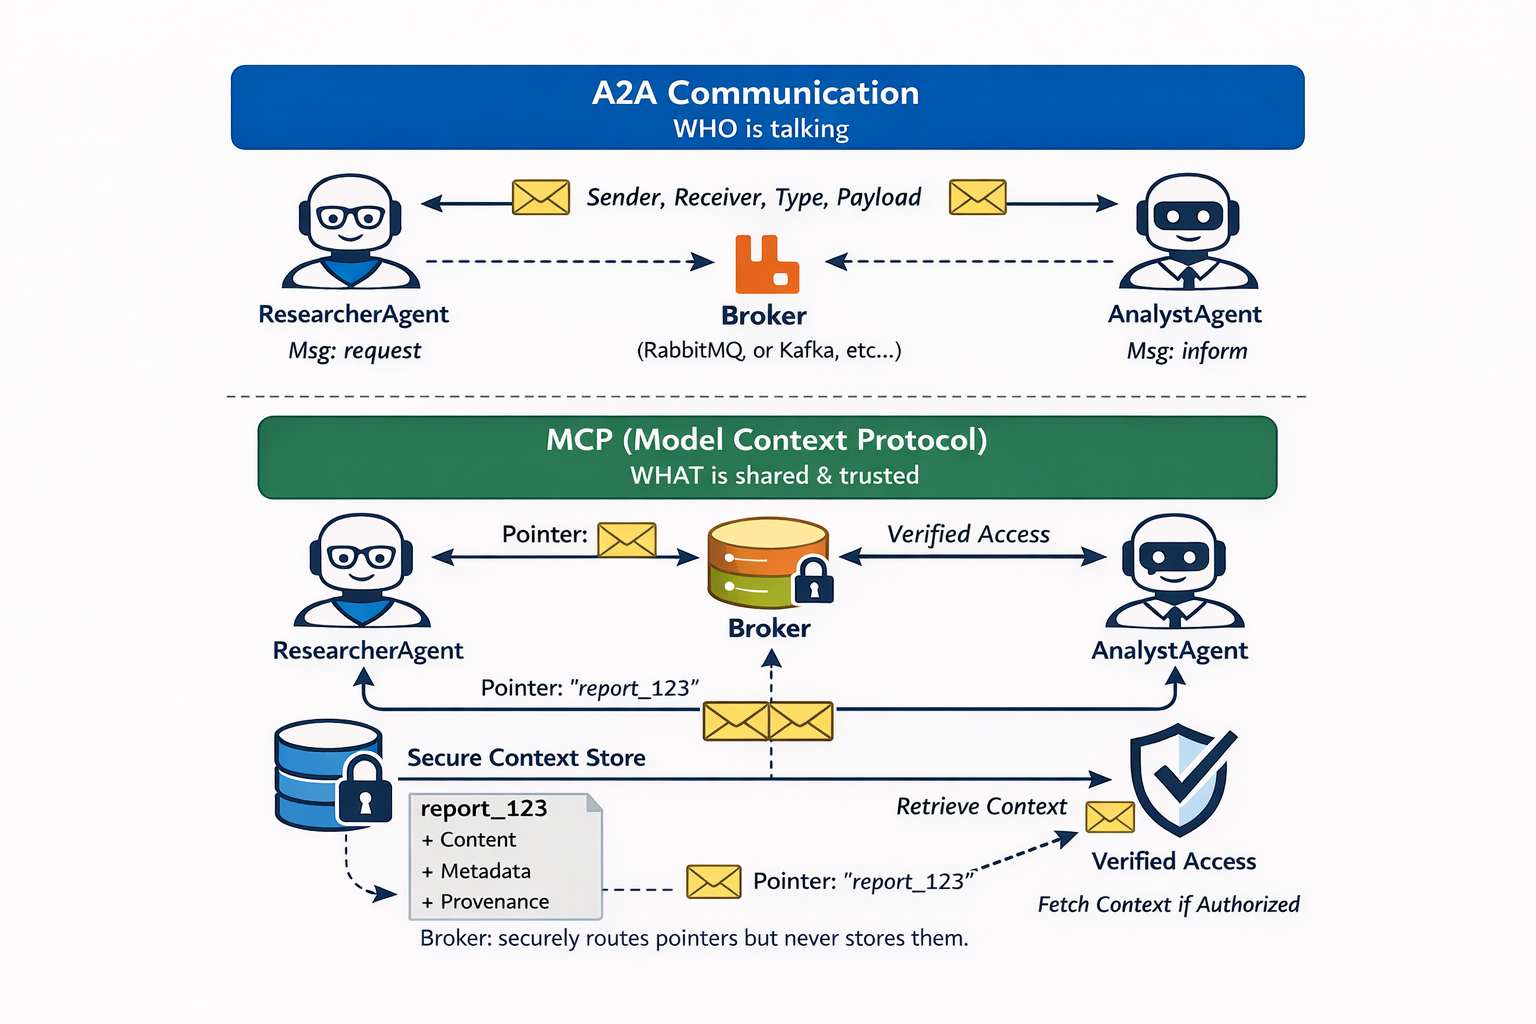 A2A Communication
WHO is talking
Sender, Receiver, Type, Payload
ResearcherAgent
Msg: request
Broker
(RabbitMQ, or Kafka, etc...)
AnalystAgent
Msg: inform
MCP (Model Context Protocol)
WHAT is shared & trusted
Pointer:
Verified Access
Broker
ResearcherAgent
AnalystAgent
Pointer: "report_123"
Secure Context Store
report_123
+ Content
+ Metadata
+ Provenance
Retrieve Context
Pointer: "report_123"
Verified Access
Fetch Context if Authorized
Broker: securely routes pointers but never stores them.